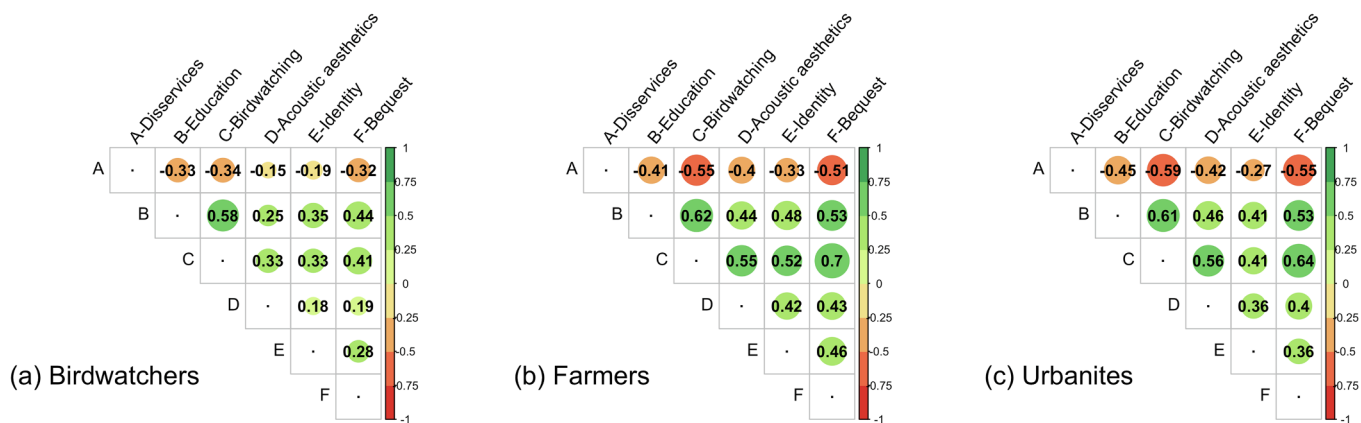 A-Disservices
B-Education
C-Birdwatching
D-Acoustic aesthetics
E-Identity
F-Bequest
A -0.33 -0.34 -0.15 -0.19 -0.32
B 0.58 0.25 0.35 0.44
C 0.33 0.33 0.41
D 0.18 0.19
E 0.28
F
1
0.75
0.5
0.25
0
-0.25
-0.5
-0.75
-1
(a) Birdwatchers
A-Disservices
B-Education
C-Birdwatching
D-Acoustic aesthetics
E-Identity
F-Bequest
A -0.41 -0.55 -0.4 -0.33 -0.51
B 0.62 0.44 0.48 0.53
C 0.55 0.52 0.7
D 0.42 0.43
E 0.46
F
1
0.75
0.5
0.25
0
-0.25
-0.5
-0.75
-1
(b) Farmers
A-Disservices
B-Education
C-Birdwatching
D-Acoustic aesthetics
E-Identity
F-Bequest
A -0.45 -0.59 -0.42 -0.27 -0.55
B 0.61 0.46 0.41 0.53
C 0.56 0.41 0.64
D 0.36 0.4
E 0.36
F
1
0.75
0.5
0.25
0
-0.25
-0.5
-0.75
-1
(c) Urbanites